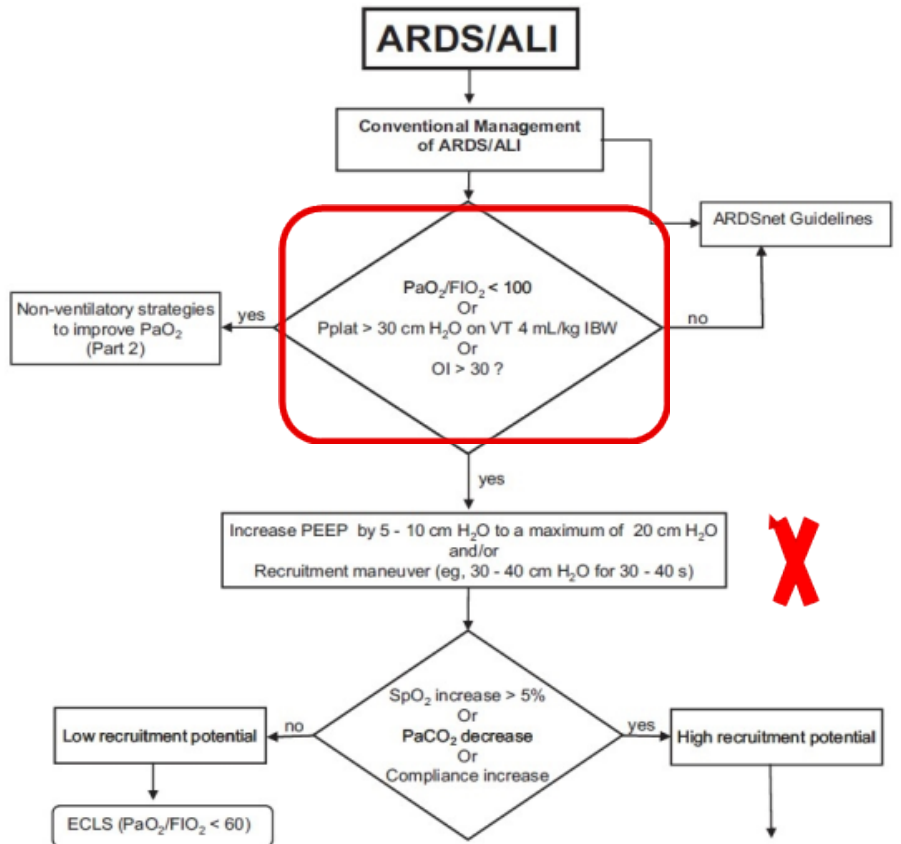 ARDS/ALI
Conventional Management
of ARDS/ALI
ARDSnet Guidelines
PaO₂/FIO₂ < 100
Or
Pplat > 30 cm H₂O on VT 4 mL/kg IBW
Or
OI > 30 ?
yes
Non-ventilatory strategies
to improve PaO₂
(Part 2)
no
yes
Increase PEEP by 5 - 10 cm H₂O to a maximum of 20 cm H₂O
and/or
Recruitment maneuver (eg, 30 - 40 cm H₂O for 30 - 40 s)
SpO₂ increase > 5%
Or
PaCO₂ decrease
Or
Compliance increase
no
Low recruitment potential
yes
High recruitment potential
ECLS (PaO₂/FIO₂ < 60)